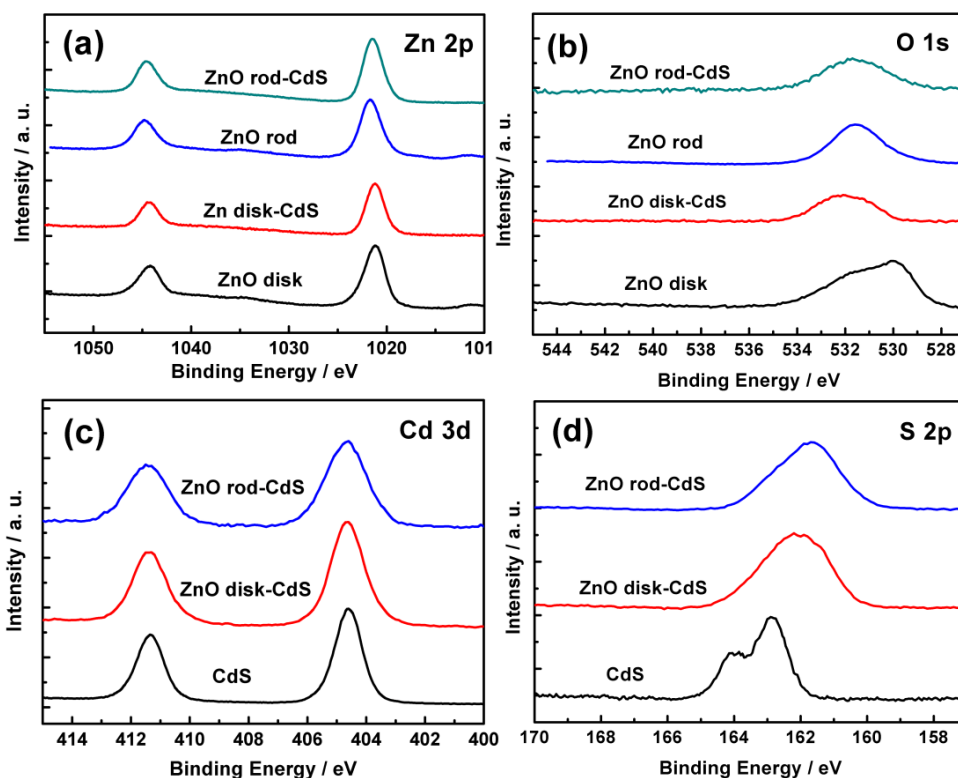 (a)
Zn 2p
ZnO rod-CdS
ZnO rod
Zn disk-CdS
ZnO disk
Intensity / a. u.
1050 1040 1030 1020 101
Binding Energy / eV
(b)
O 1s
ZnO rod-CdS
ZnO rod
ZnO disk-CdS
ZnO disk
Intensity / a. u.
544 542 540 538 536 534 532 530 528
Binding Energy / eV
(c)
Cd 3d
ZnO rod-CdS
ZnO disk-CdS
CdS
Intensity / a. u.
414 412 410 408 406 404 402 400
Binding Energy / eV
(d)
S 2p
ZnO rod-CdS
ZnO disk-CdS
CdS
Intensity / a. u.
170 168 166 164 162 160 158
Binding Energy / eV